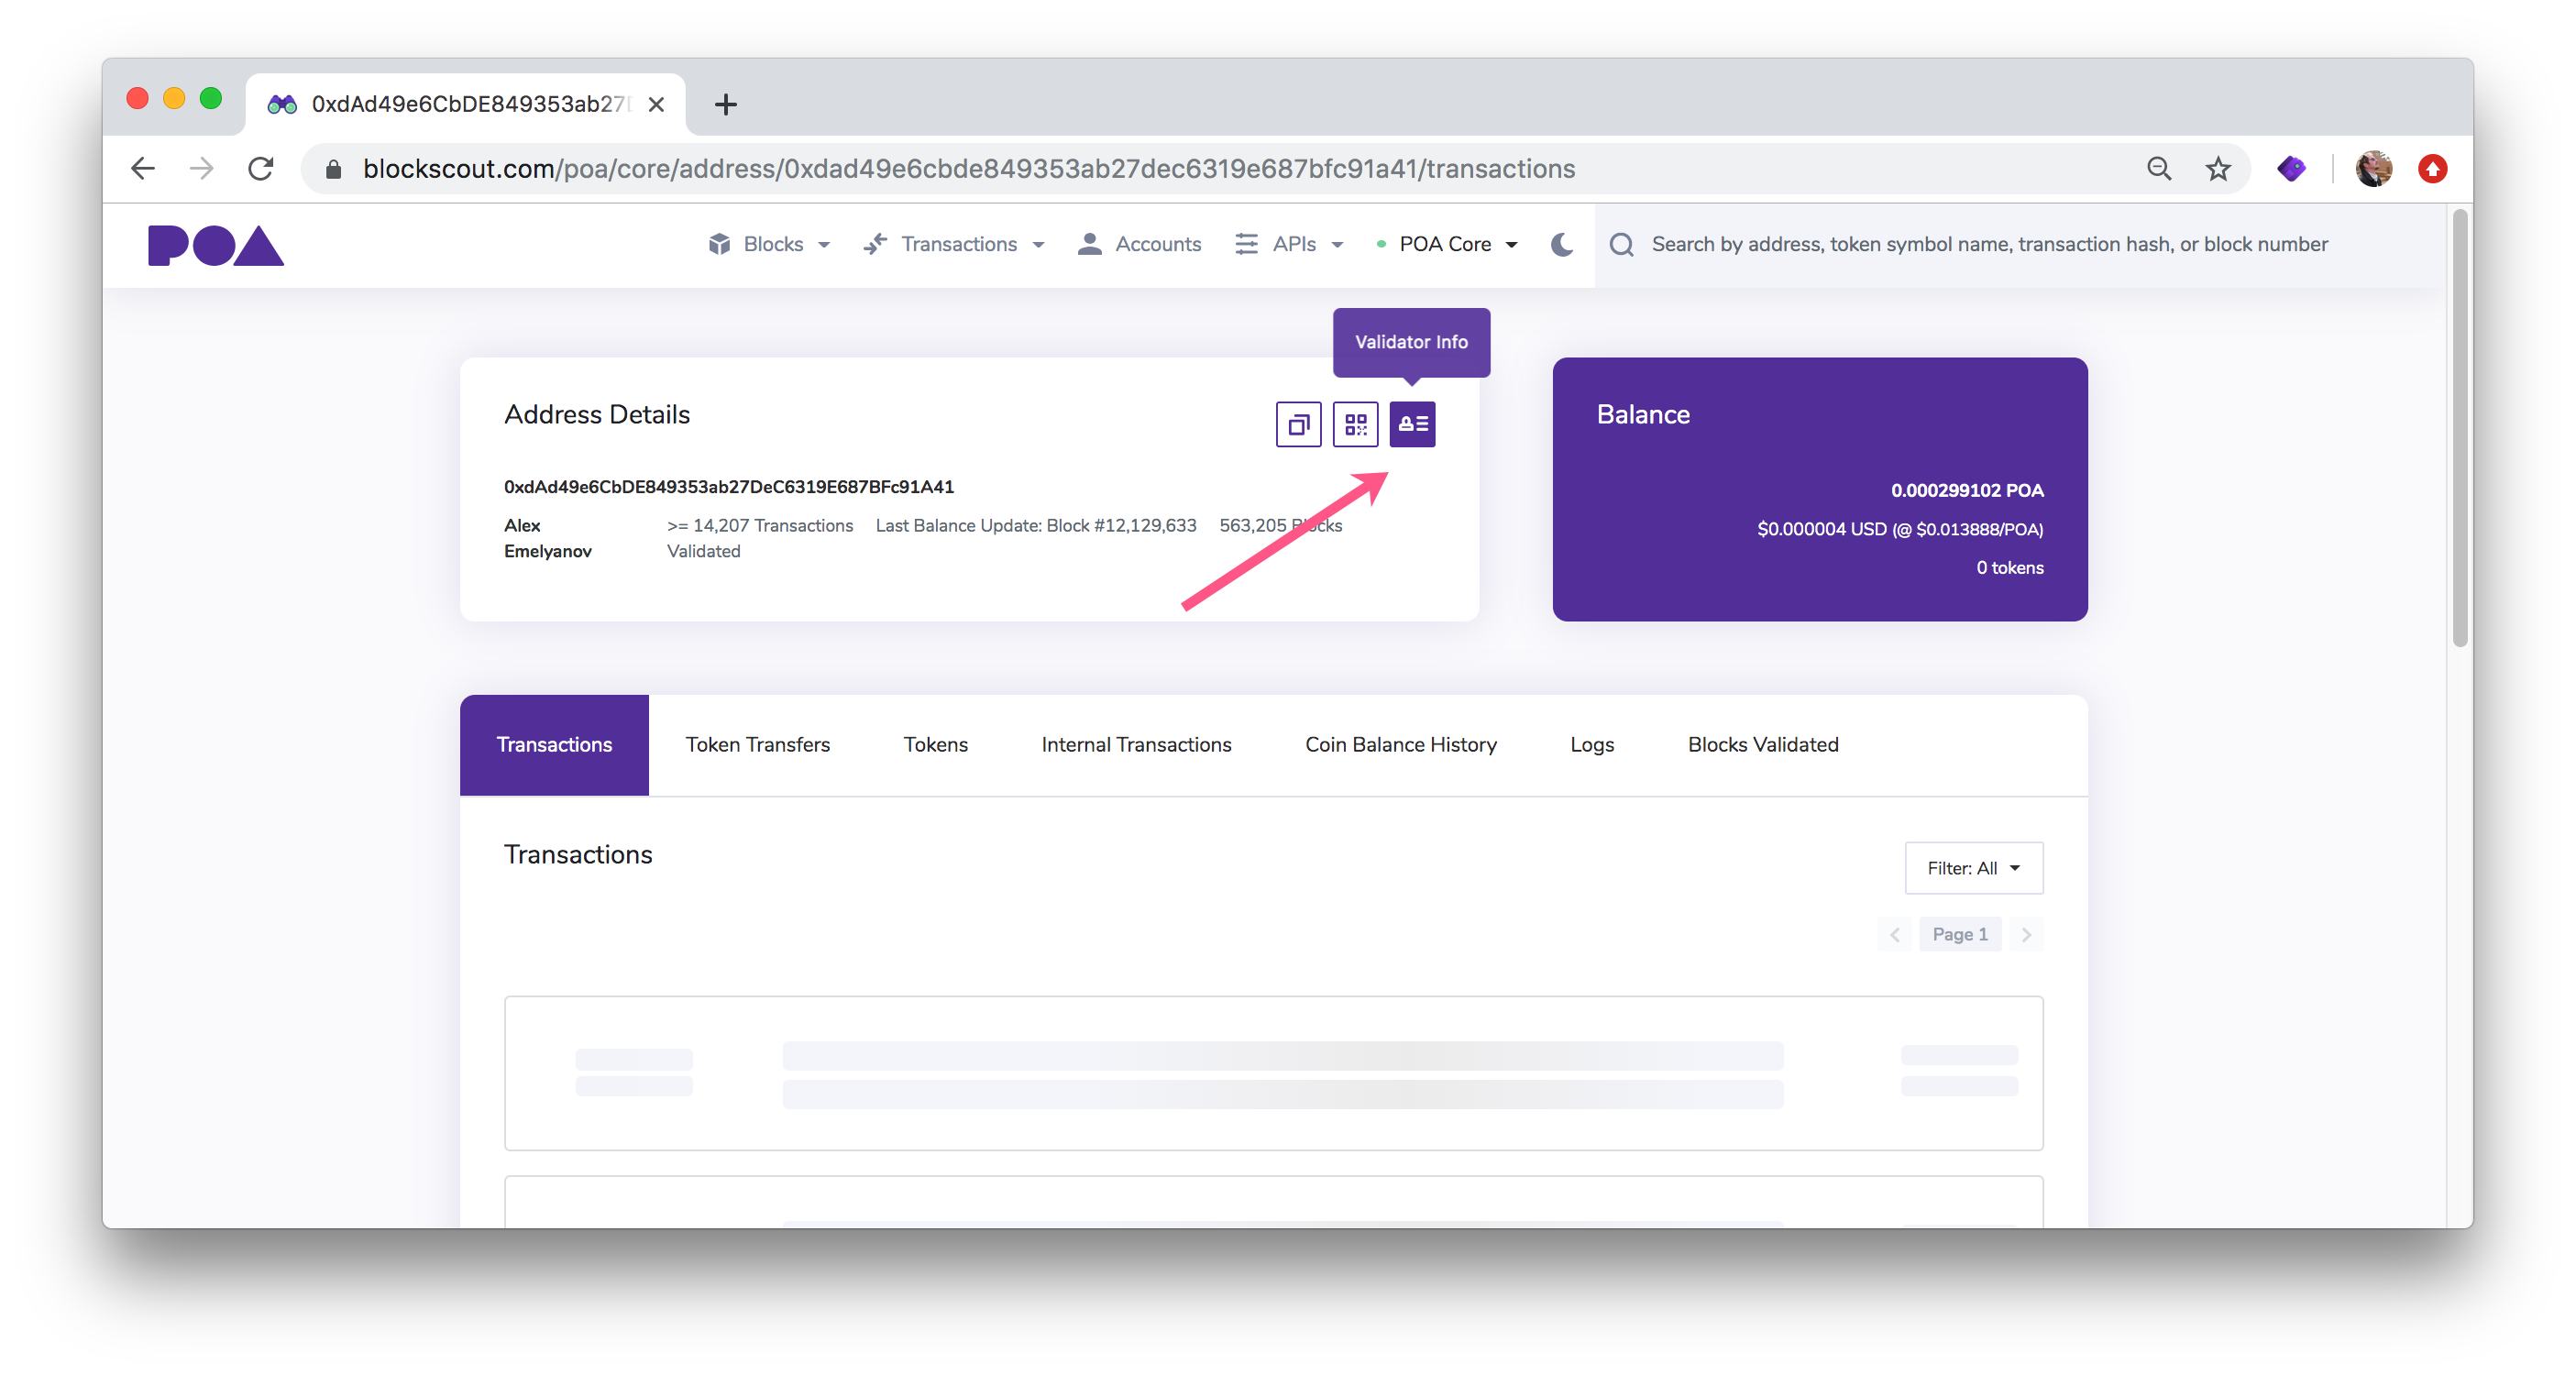 0xdAd49e6CbDE849353ab27
blockscout.com/poa/core/address/0xdad49e6cbde849353ab27dec6319e687bfc91a41/transactions
POA
Blocks
Transactions
Accounts
APIs
POA Core
Search by address, token symbol name, transaction hash, or block number
Validator Info
Address Details
0xdAd49e6CbDE849353ab27DeC6319E687BFc91A41
Alex Emelyanov
>= 14,207 Transactions
Last Balance Update: Block #12,129,633
563,205 Blocks
Validated
Balance
0.000299102 POA
$0.000004 USD (@ $0.013888/POA)
0 tokens
Transactions
Token Transfers
Tokens
Internal Transactions
Coin Balance History
Logs
Blocks Validated
Transactions
Filter: All
Page 1